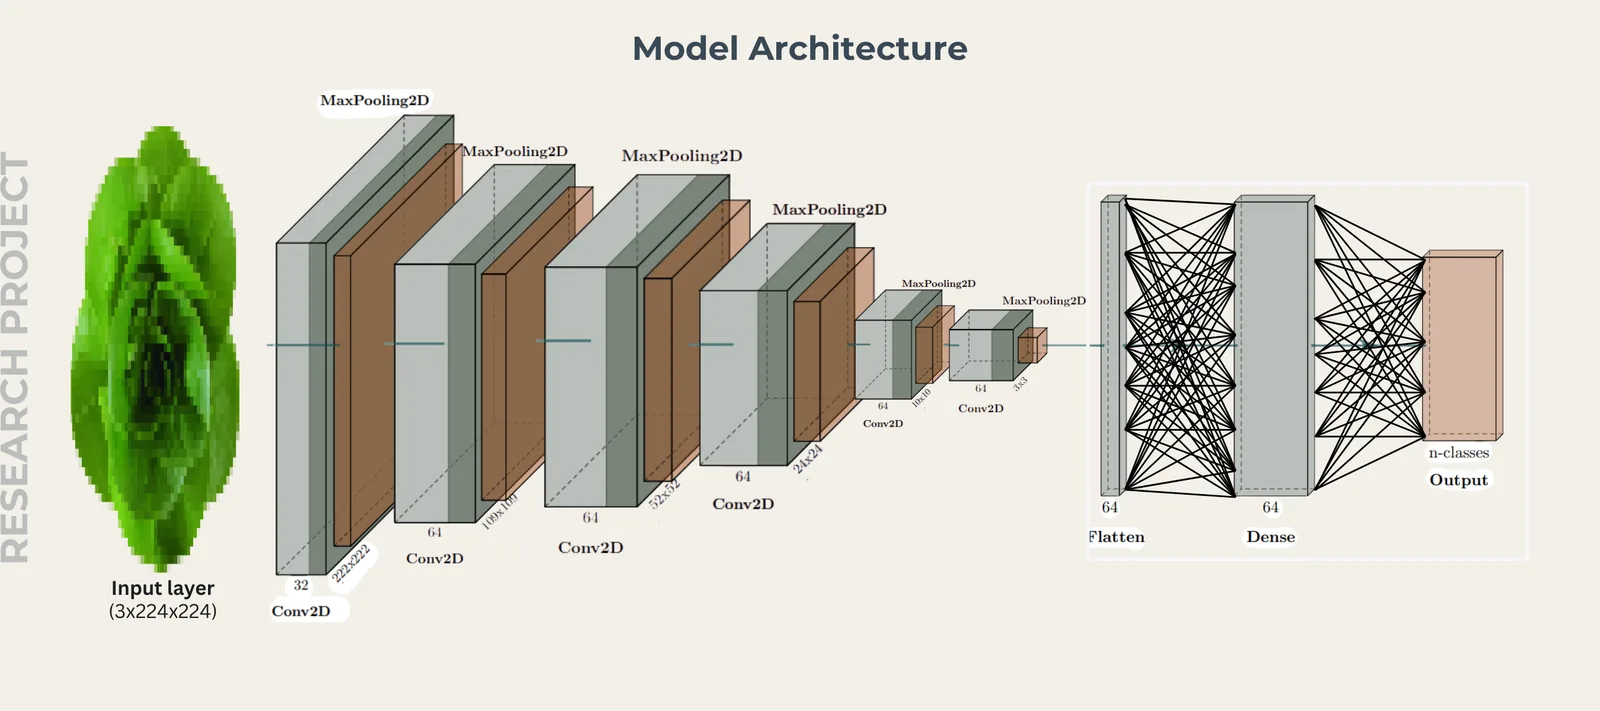 Model Architecture
RESEARCH PROJECT
Input layer
(3x224x224)
MaxPooling2D
32
222x222
Conv2D
MaxPooling2D
64
109x109
Conv2D
MaxPooling2D
64
52x52
Conv2D
MaxPooling2D
64
24x24
Conv2D
MaxPooling2D
64
10x10
Conv2D
MaxPooling2D
64
3x3
Conv2D
64
Flatten
64
Dense
n-classes
Output